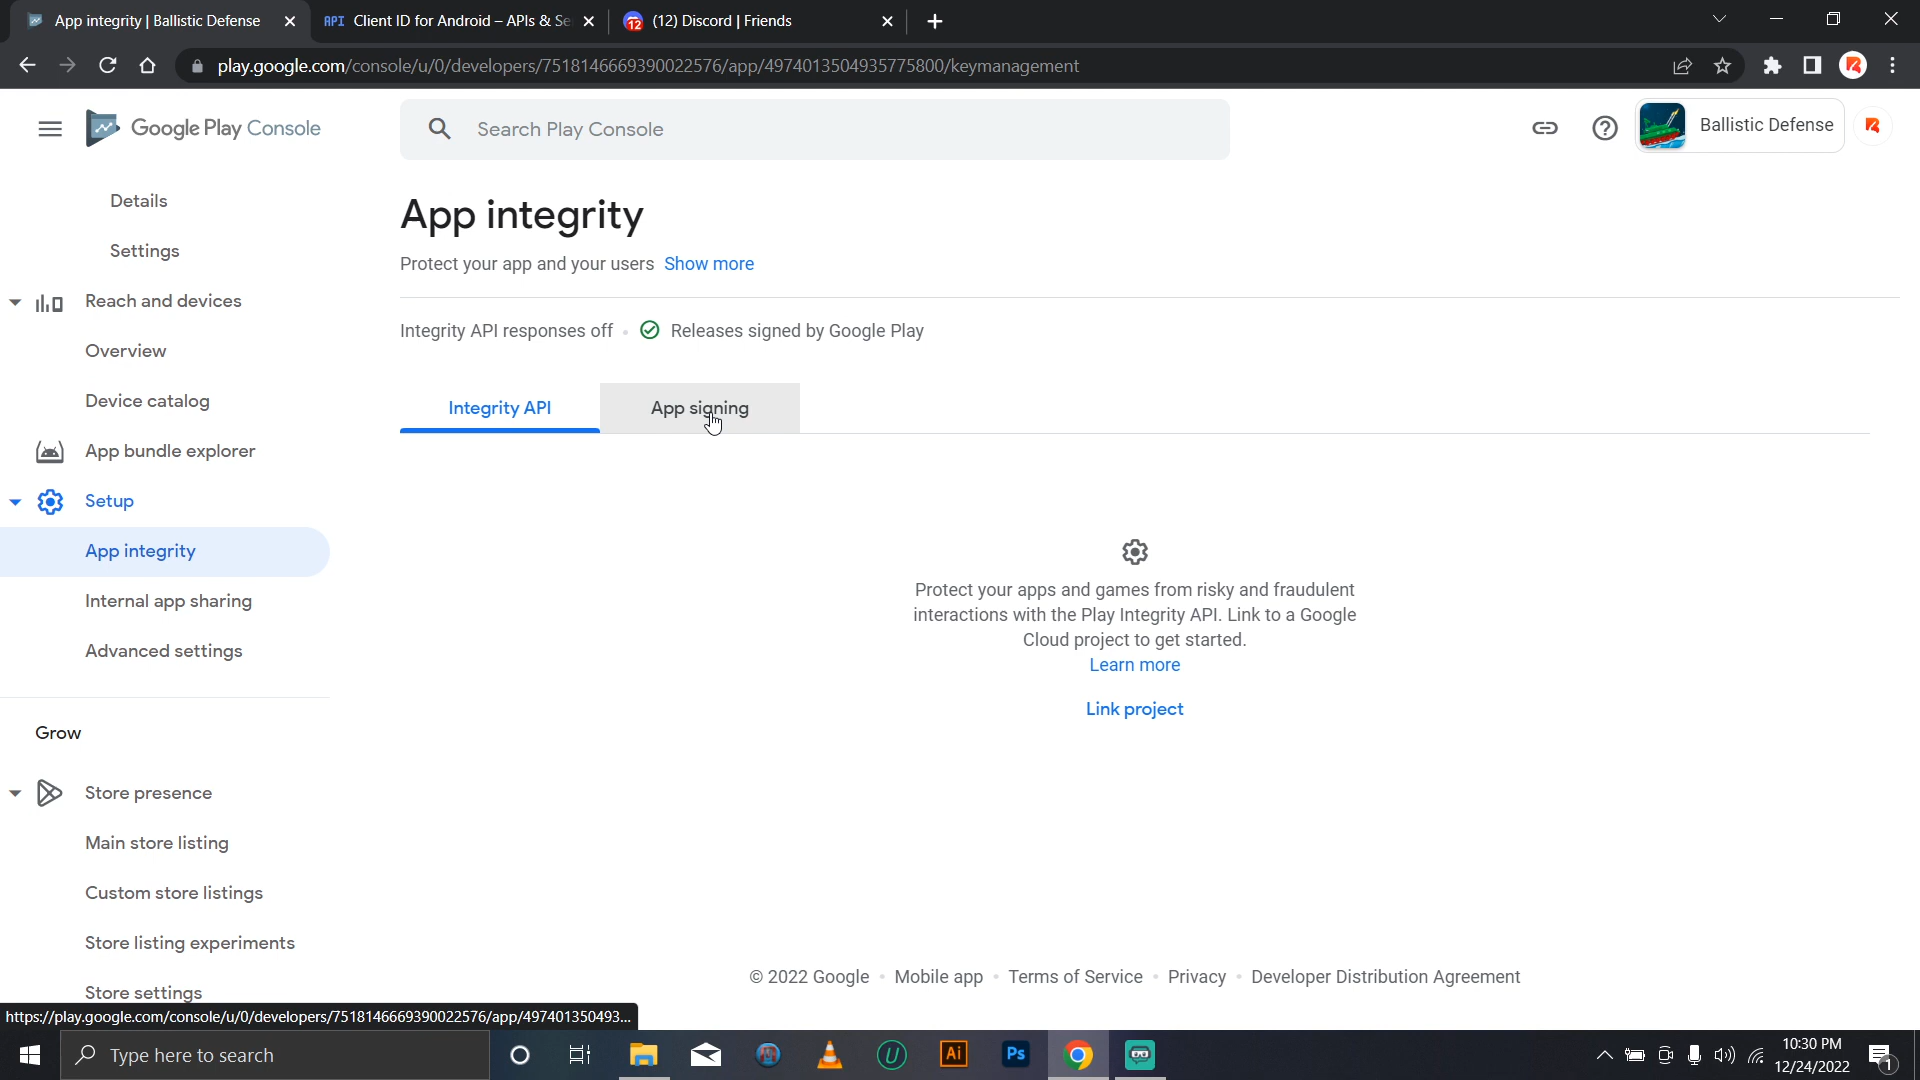 App integrity | Ballistic Defense
API Client ID for Android – APIs & Se
12 (12) Discord | Friends
play.google.com/console/u/0/developers/7518146669390022576/app/4974013504935775800/keymanagement
Google Play Console
Search Play Console
Ballistic Defense
Details
Settings
Reach and devices
Overview
Device catalog
App bundle explorer
Setup
App integrity
Internal app sharing
Advanced settings
Grow
Store presence
Main store listing
Custom store listings
Store listing experiments
Store settings
App integrity
Protect your app and your users Show more
Integrity API responses off • Releases signed by Google Play
Integrity API
App signing
Protect your apps and games from risky and fraudulent
interactions with the Play Integrity API. Link to a Google
Cloud project to get started.
Learn more
Link project
© 2022 Google • Mobile app • Terms of Service • Privacy • Developer Distribution Agreement
https://play.google.com/console/u/0/developers/7518146669390022576/app/497401350493...
Type here to search
Ai
Ps
10:30 PM
12/24/2022
1